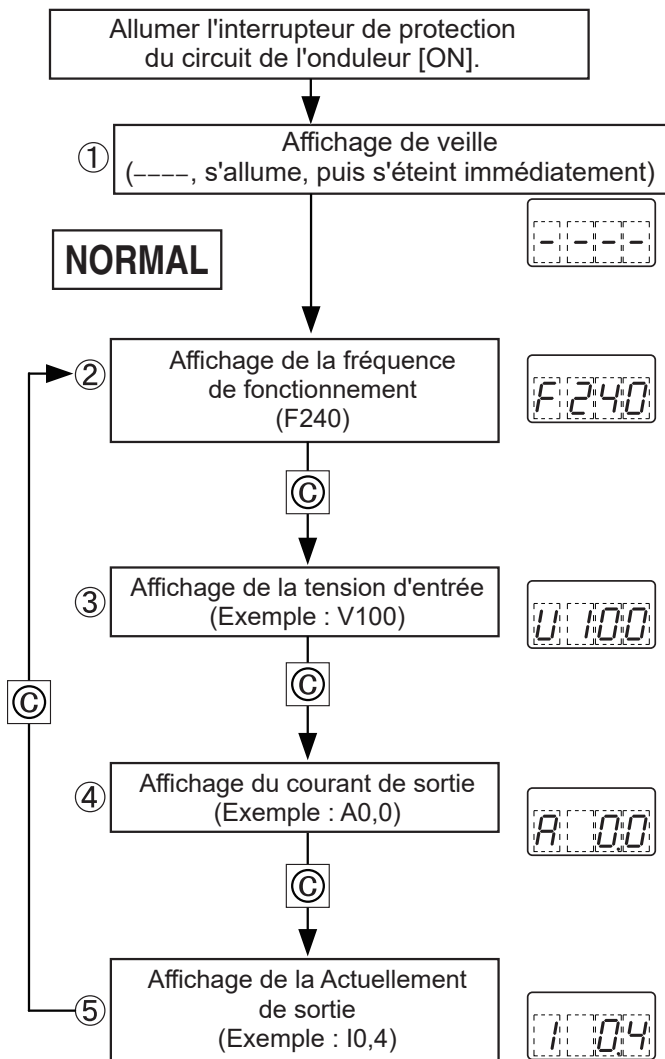 Allumer l'interrupteur de protection
du circuit de l'onduleur [ON].
① Affichage de veille
(----, s'allume, puis s'éteint immédiatement)
- - - -
NORMAL
② Affichage de la fréquence
de fonctionnement
(F240)
F240
©
③ Affichage de la tension d'entrée
(Exemple : V100)
U 100
©
©
④ Affichage du courant de sortie
(Exemple : A0,0)
A 0.0
©
⑤ Affichage de la Actuellement
de sortie
(Exemple : I0,4)
I 0.4